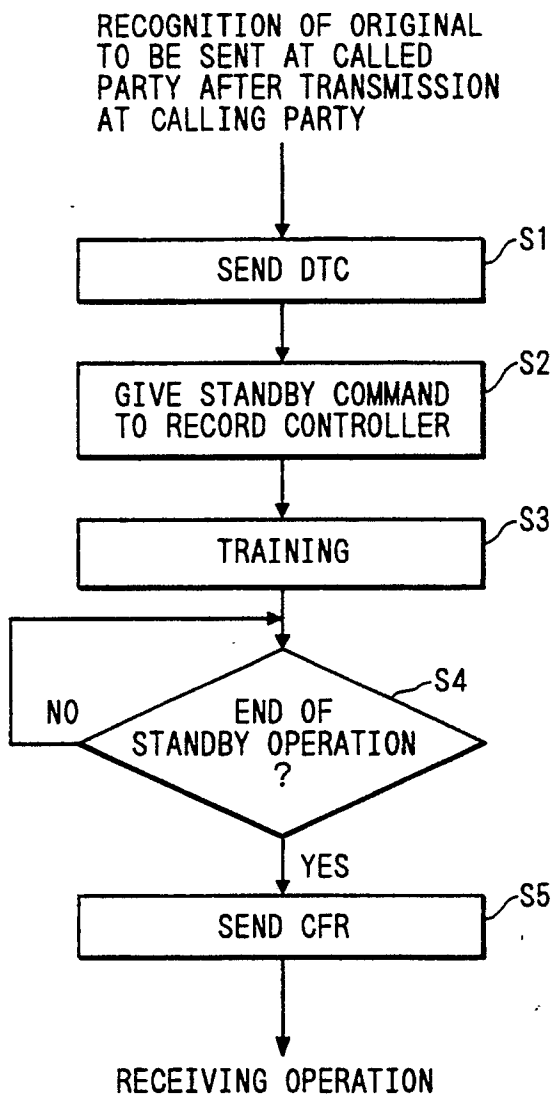 RECOGNITION OF ORIGINAL
TO BE SENT AT CALLED
PARTY AFTER TRANSMISSION
AT CALLING PARTY
S1
SEND DTC
S2
GIVE STANDBY COMMAND
TO RECORD CONTROLLER
S3
TRAINING
S4
NO
END OF
STANDBY OPERATION
?
YES
S5
SEND CFR
RECEIVING OPERATION